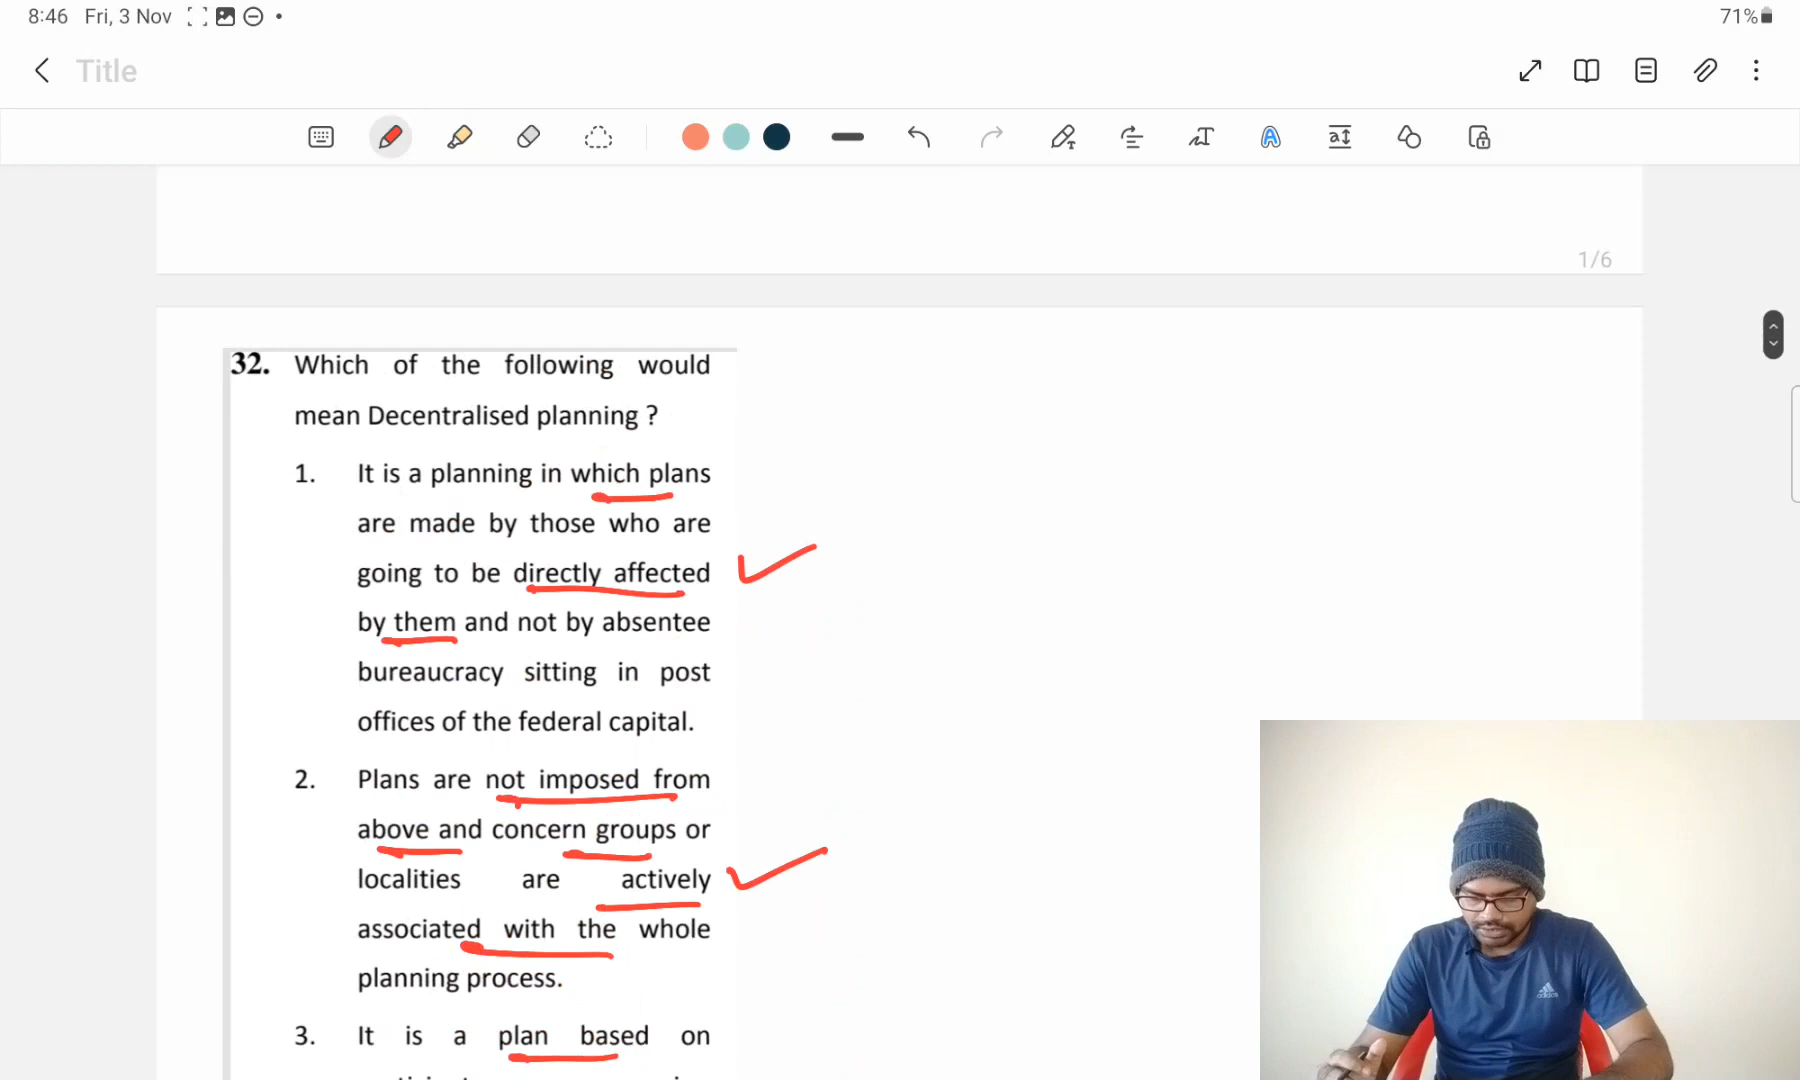 8:46 Fri, 3 Nov
71%
Title
1/6
32. Which of the following would
mean Decentralised planning ?
1. It is a planning in which plans
are made by those who are
going to be directly affected
by them and not by absentee
bureaucracy sitting in post
offices of the federal capital.
2. Plans are not imposed from
above and concern groups or
localities are actively
associated with the whole
planning process.
3. It is a plan based on
adidas